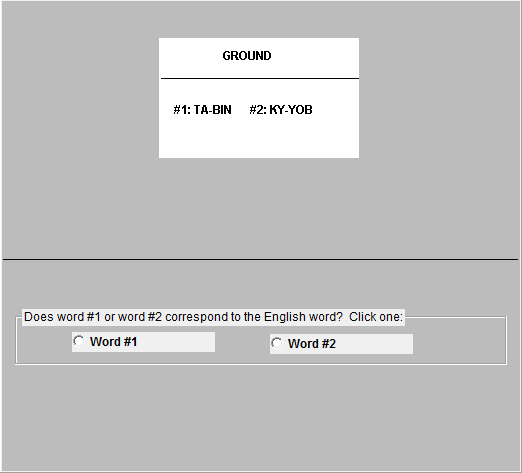 GROUND
#1: TA-BIN #2: KY-YOB
Does word #1 or word #2 correspond to the English word? Click one:
Word #1 Word #2